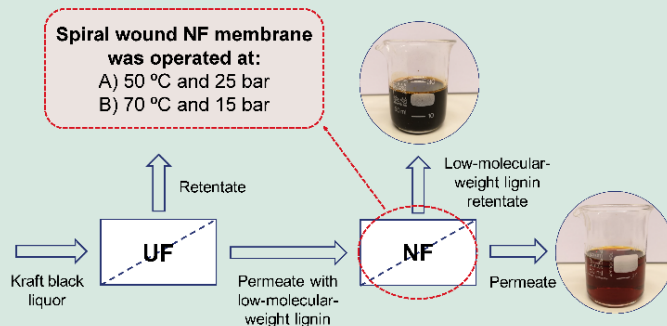 Spiral wound NF membrane
was operated at:
A) 50 ºC and 25 bar
B) 70 ºC and 15 bar
Retentate
Low-molecular-
weight lignin
retentate
UF
NF
Kraft black
liquor
Permeate with
low-molecular-
weight lignin
Permeate
10